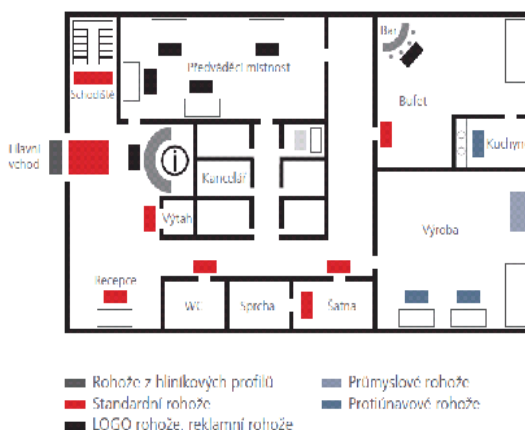 Bar
Předváděcí místnost
Schodiště
Bufet
Hlavní
vchod
i
Kuchyně
Kancelář
Výtah
Výroba
Recepce
WC
Sprcha
Šatna
Rohože z hliníkových profilů
Průmyslové rohože
Standardní rohože
Protiúnavové rohože
LOGO rohože, reklamní rohože